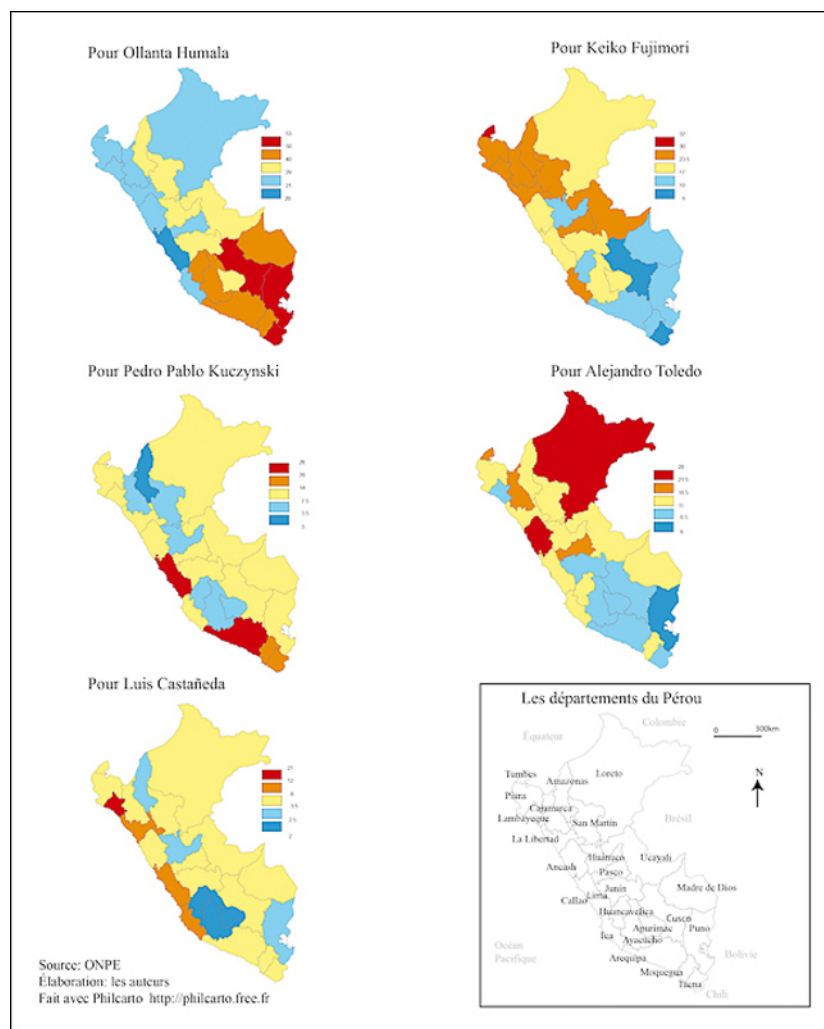 Pour Ollanta Humala
Pour Keiko Fujimori
Pour Pedro Pablo Kuczynski
Pour Alejandro Toledo
Pour Luis Castañeda
Les départements du Pérou
Colombie
0 300km
Équateur
N
Tumbes
Amazonas
Loreto
Piura
Cajamarca
Lambayeque
San Martin
Brésil
La Libertad
Ancash
Huánuco
Ucayali
Pasco
Madre de Dios
Junin
Callao
Lima
Huancavelica
Cusco
Apurimac
Puno
Ica
Ayacucho
Océan
Pacifique
Bolivie
Arequipa
Moquegua
Tacna
Chili
Source: ONPE
Élaboration: les auteurs
Fait avec Philcarto http://philcarto.free.fr